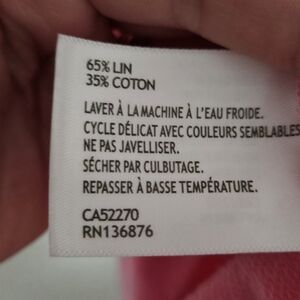 65% LIN
35% COTON
LAVER À LA MACHINE À L'EAU FROIDE.
CYCLE DÉLICAT AVEC COULEURS SEMBLABLES
NE PAS JAVELLISER.
SÉCHER PAR CULBUTAGE.
REPASSER À BASSE TEMPÉRATURE.
CA52270
RN136876